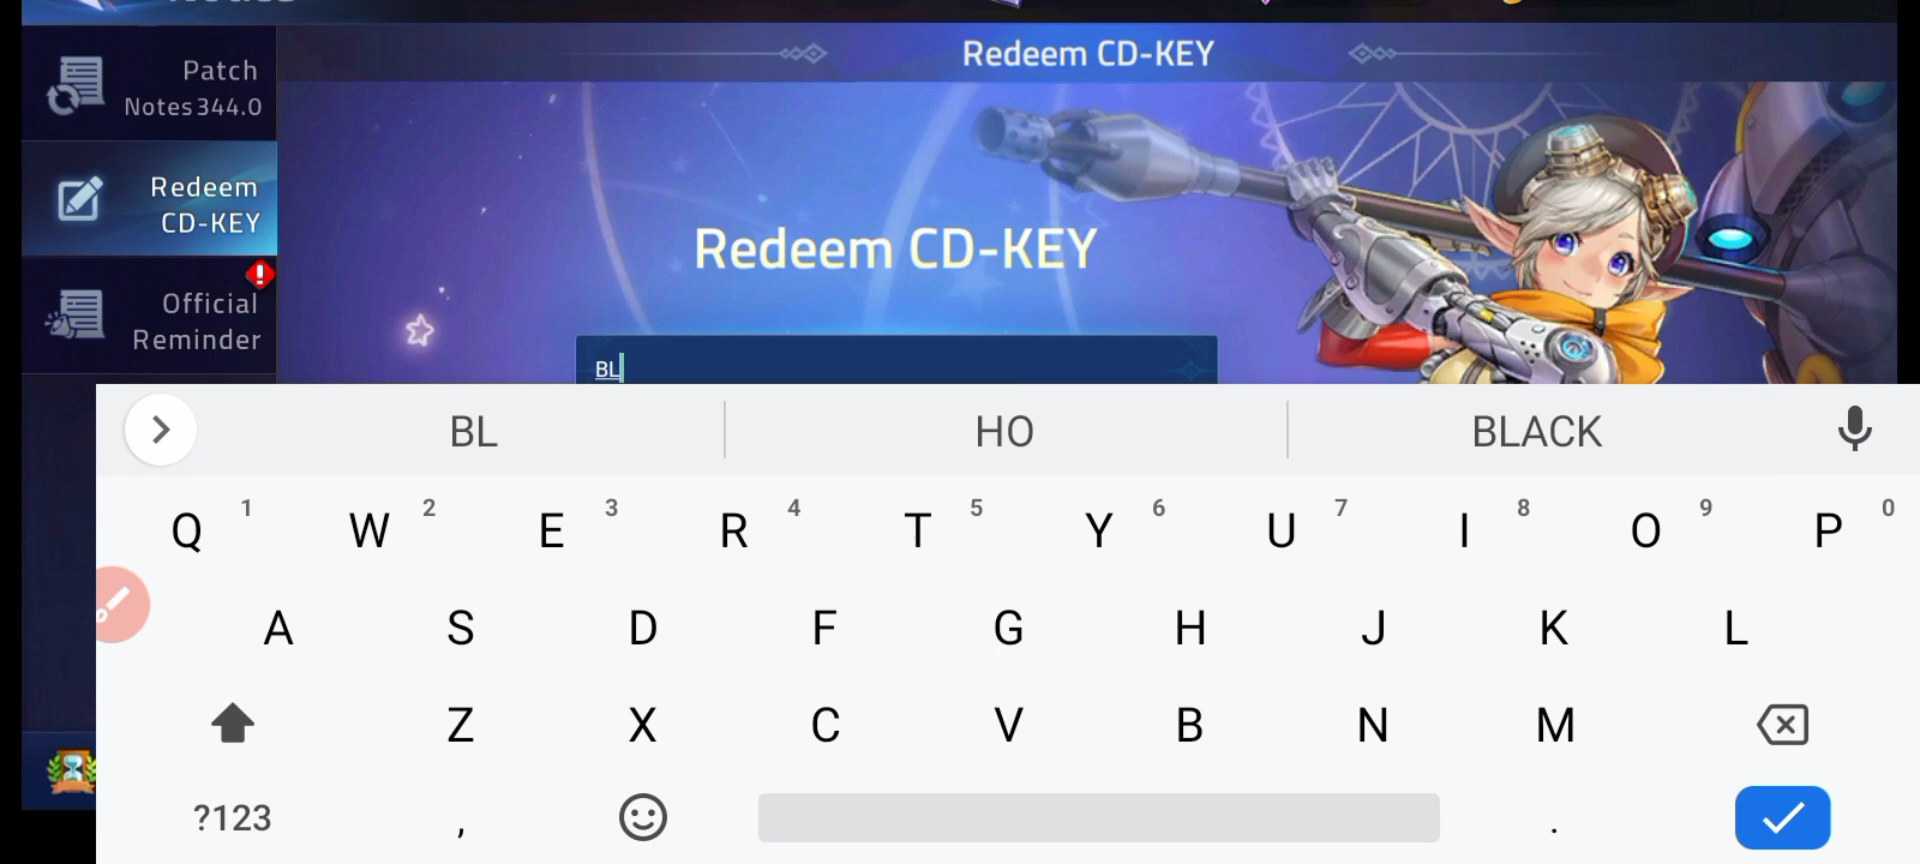 Redeem CD-KEY
Patch
Notes 344.0
Redeem
CD-KEY
Official
Reminder
Redeem CD-KEY
BL
BL HO BLACK
Q 1 W 2 E 3 R 4 T 5 Y 6 U 7 I 8 O 9 P 0
A S D F G H J K L
Z X C V B N M
?123 , .